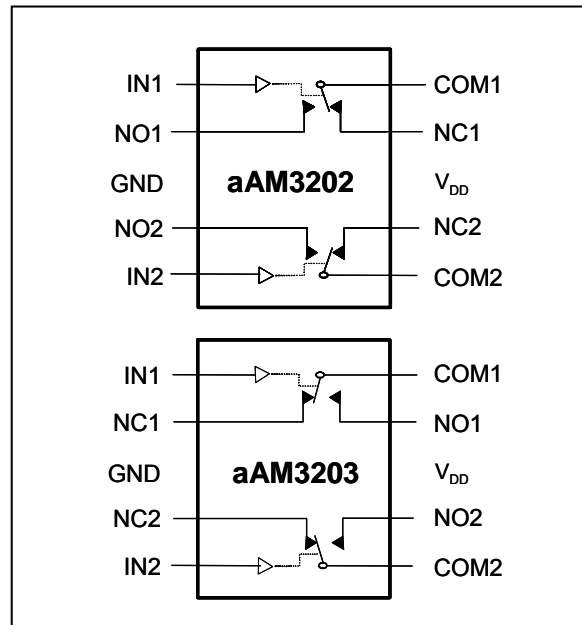 IN1 COM1
NO1 NC1
GND aAM3202 VDD
NO2 NC2
IN2 COM2
IN1 COM1
NC1 NO1
GND aAM3203 VDD
NC2 NO2
IN2 COM2